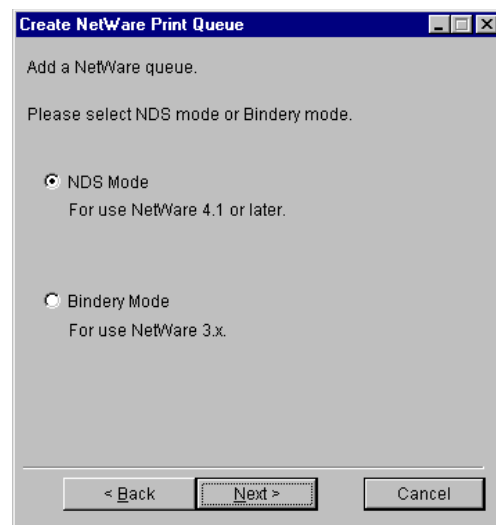 Create NetWare Print Queue
Add a NetWare queue.
Please select NDS mode or Bindery mode.
NDS Mode
For use NetWare 4.1 or later.
Bindery Mode
For use NetWare 3.x.
< Back
Next >
Cancel